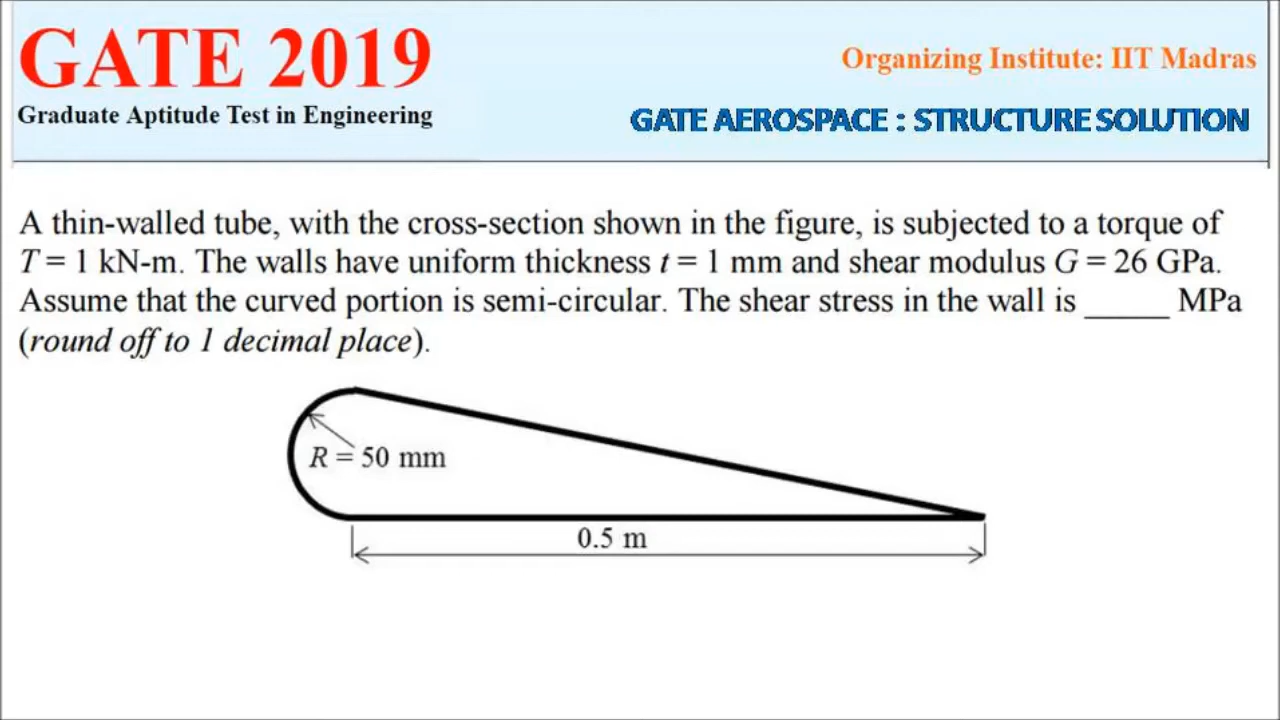 GATE 2019
Graduate Aptitude Test in Engineering
Organizing Institute: IIT Madras
GATE AEROSPACE : STRUCTURE SOLUTION
A thin-walled tube, with the cross-section shown in the figure, is subjected to a torque of
T = 1 kN-m. The walls have uniform thickness t = 1 mm and shear modulus G = 26 GPa.
Assume that the curved portion is semi-circular. The shear stress in the wall is _____ MPa
(round off to 1 decimal place).
R = 50 mm
0.5 m